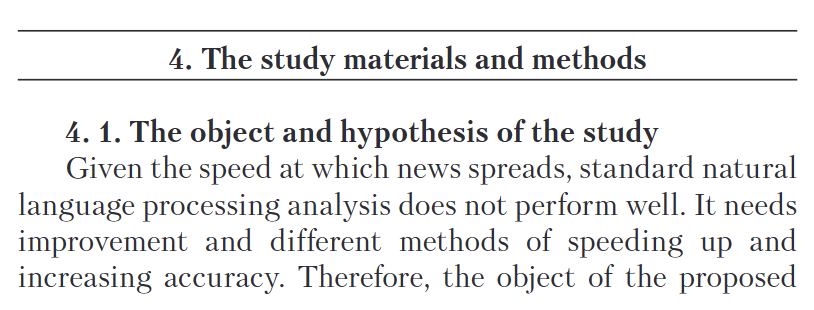 4. The study materials and methods
4. 1. The object and hypothesis of the study
Given the speed at which news spreads, standard natural
language processing analysis does not perform well. It needs
improvement and different methods of speeding up and
increasing accuracy. Therefore, the object of the proposed